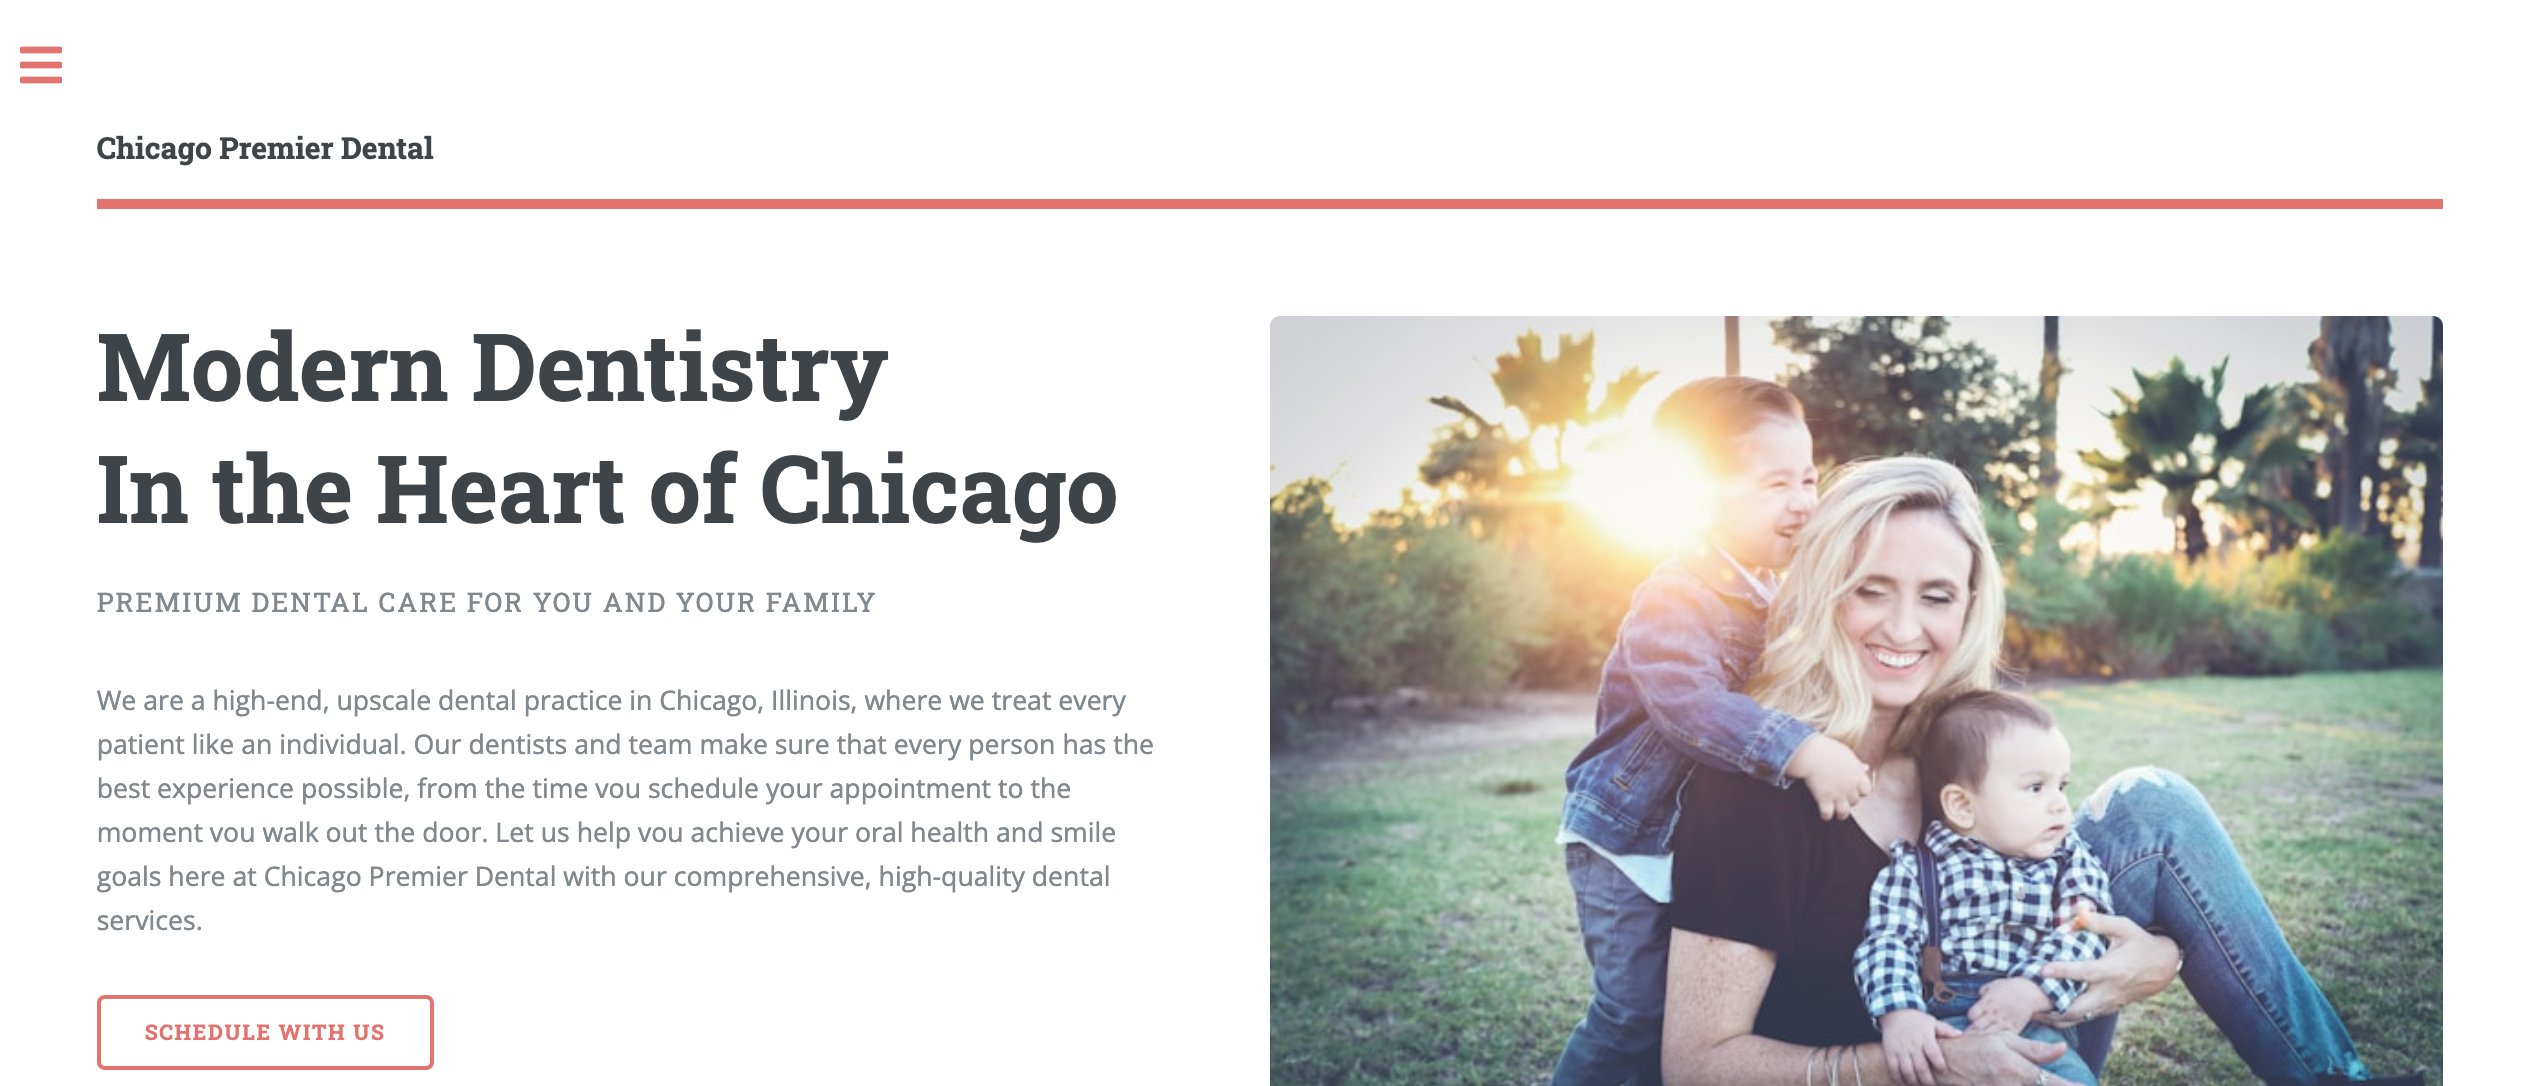 Chicago Premier Dental
Modern Dentistry
In the Heart of Chicago
PREMIUM DENTAL CARE FOR YOU AND YOUR FAMILY
We are a high-end, upscale dental practice in Chicago, Illinois, where we treat every
patient like an individual. Our dentists and team make sure that every person has the
best experience possible, from the time vou schedule your appointment to the
moment vou walk out the door. Let us help vou achieve your oral health and smile
goals here at Chicago Premier Dental with our comprehensive, high-quality dental
services.
SCHEDULE WITH US